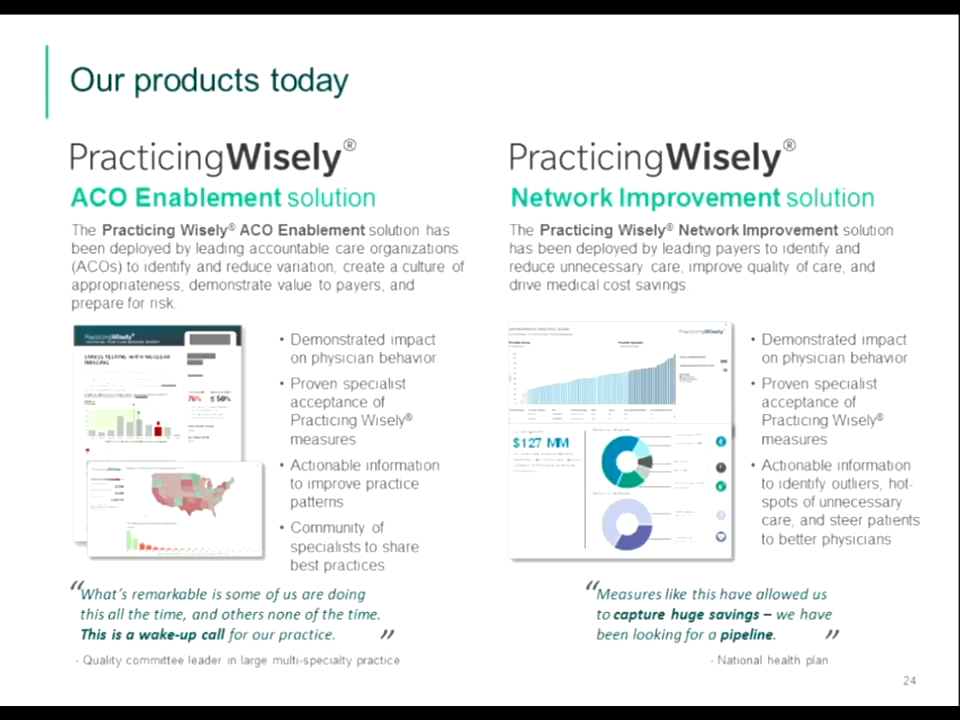 Our products today
PracticingWisely®
ACO Enablement solution
The Practicing Wisely® ACO Enablement solution has
been deployed by leading accountable care organizations
(ACOs) to identify and reduce variation, create a culture of
appropriateness, demonstrate value to payers, and
prepare for risk.
PracticingWisely®
STRESS TESTING WITH NUCLEAR
IMAGING
76%
50%
• Demonstrated impact
on physician behavior
• Proven specialist
acceptance of
Practicing Wisely®
measures
• Actionable information
to improve practice
patterns
• Community of
specialists to share
best practices
“What's remarkable is some of us are doing
this all the time, and others none of the time.
This is a wake-up call for our practice. ”
- Quality committee leader in large multi-specialty practice
PracticingWisely®
Network Improvement solution
The Practicing Wisely® Network Improvement solution
has been deployed by leading payers to identify and
reduce unnecessary care, improve quality of care, and
drive medical cost savings.
PracticingWisely
$127 MM
• Demonstrated impact
on physician behavior
• Proven specialist
acceptance of
Practicing Wisely®
measures
• Actionable information
to identify outliers, hot-
spots of unnecessary
care, and steer patients
to better physicians
“Measures like this have allowed us
to capture huge savings – we have
been looking for a pipeline. ”
- National health plan
24